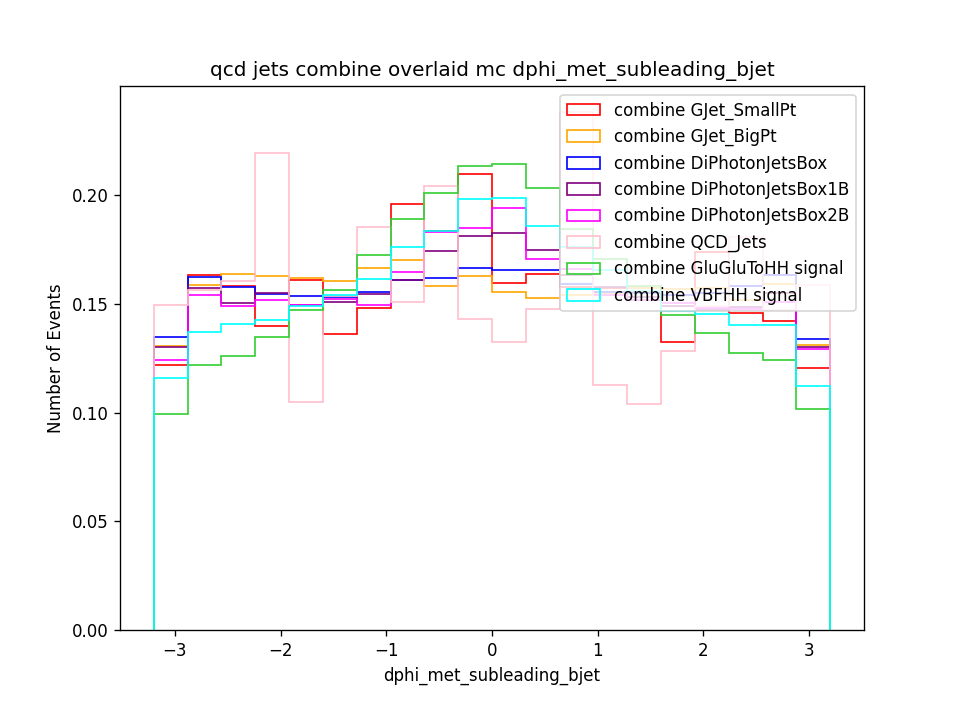 qcd jets combine overlaid mc dphi_met_subleading_bjet
combine GJet_SmallPt
combine GJet_BigPt
combine DiPhotonJetsBox
combine DiPhotonJetsBox1B
combine DiPhotonJetsBox2B
combine QCD_Jets
combine GluGluToHH signal
combine VBFHH signal
Number of Events
0.20
0.15
0.10
0.05
0.00
−3 −2 −1 0 1 2 3
dphi_met_subleading_bjet